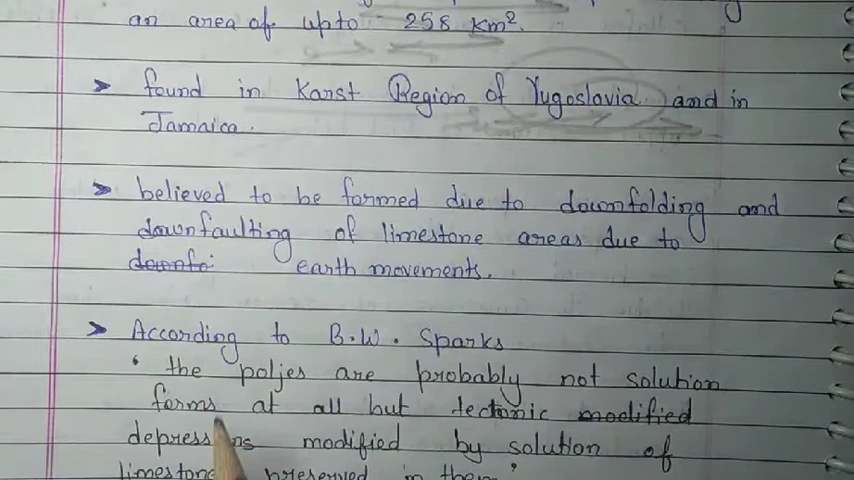 an area of upto 258 km².
➤ found in Karst Region of Yugoslavia and in
Jamaica.
➤ believed to be formed due to downfolding and
downfaulting of limestone areas due to
downfo earth movements.
➤ According to B.W. Sparks
' the poljes are probably not solution
forms at all but tectonic modified
depressions modified by solution of
limestone preserved in them '